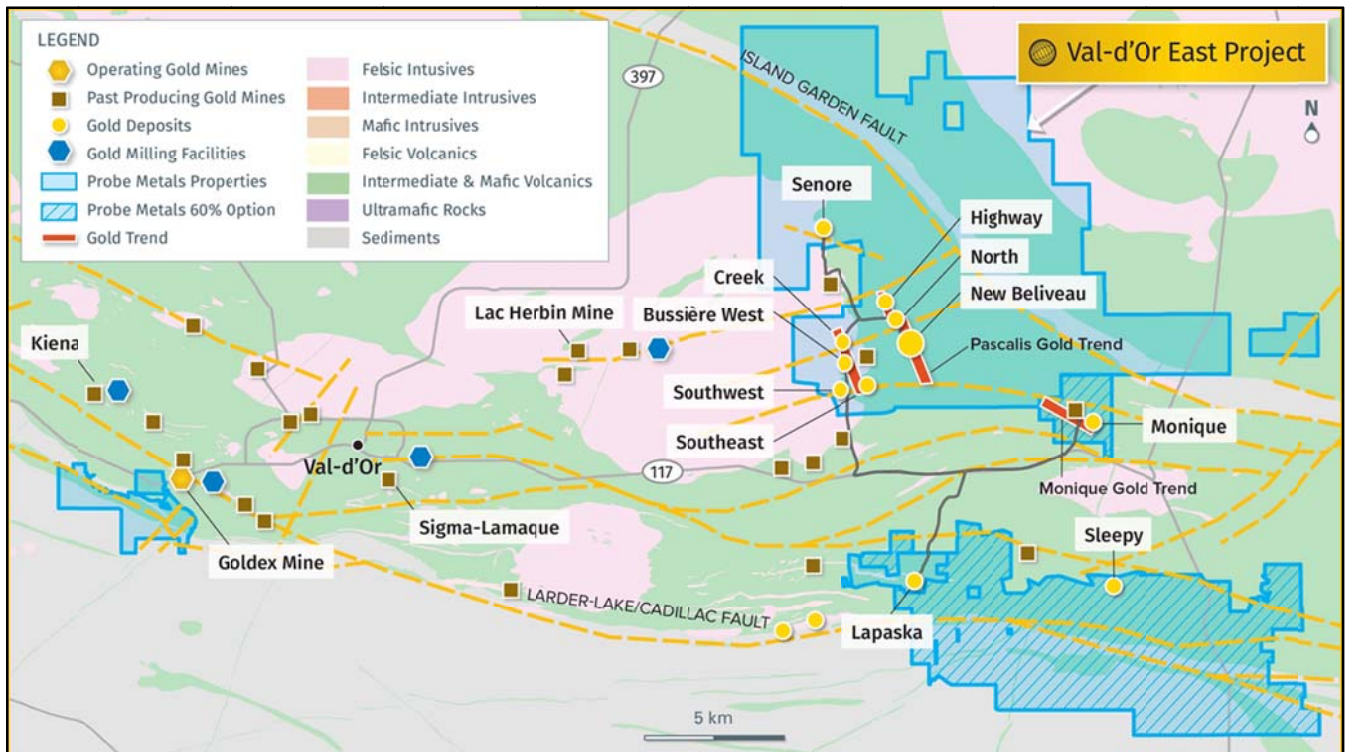 LEGEND
Operating Gold Mines
Past Producing Gold Mines
Gold Deposits
Gold Milling Facilities
Probe Metals Properties
Probe Metals 60% Option
Gold Trend
Felsic Intusives
Intermediate Intrusives
Mafic Intrusives
Felsic Volcanics
Intermediate & Mafic Volcanics
Ultramafic Rocks
Sediments
Val-d'Or East Project
N
397
ISLAND GARDEN FAULT
Senore
Highway
North
New Beliveau
Pascalis Gold Trend
Creek
Bussière West
Lac Herbin Mine
Kiena
Southwest
Southeast
Monique
Monique Gold Trend
Val-d'Or
117
Sigma-Lamaque
Goldex Mine
Sleepy
LARDER-LAKE/CADILLAC FAULT
Lapaska
5 km